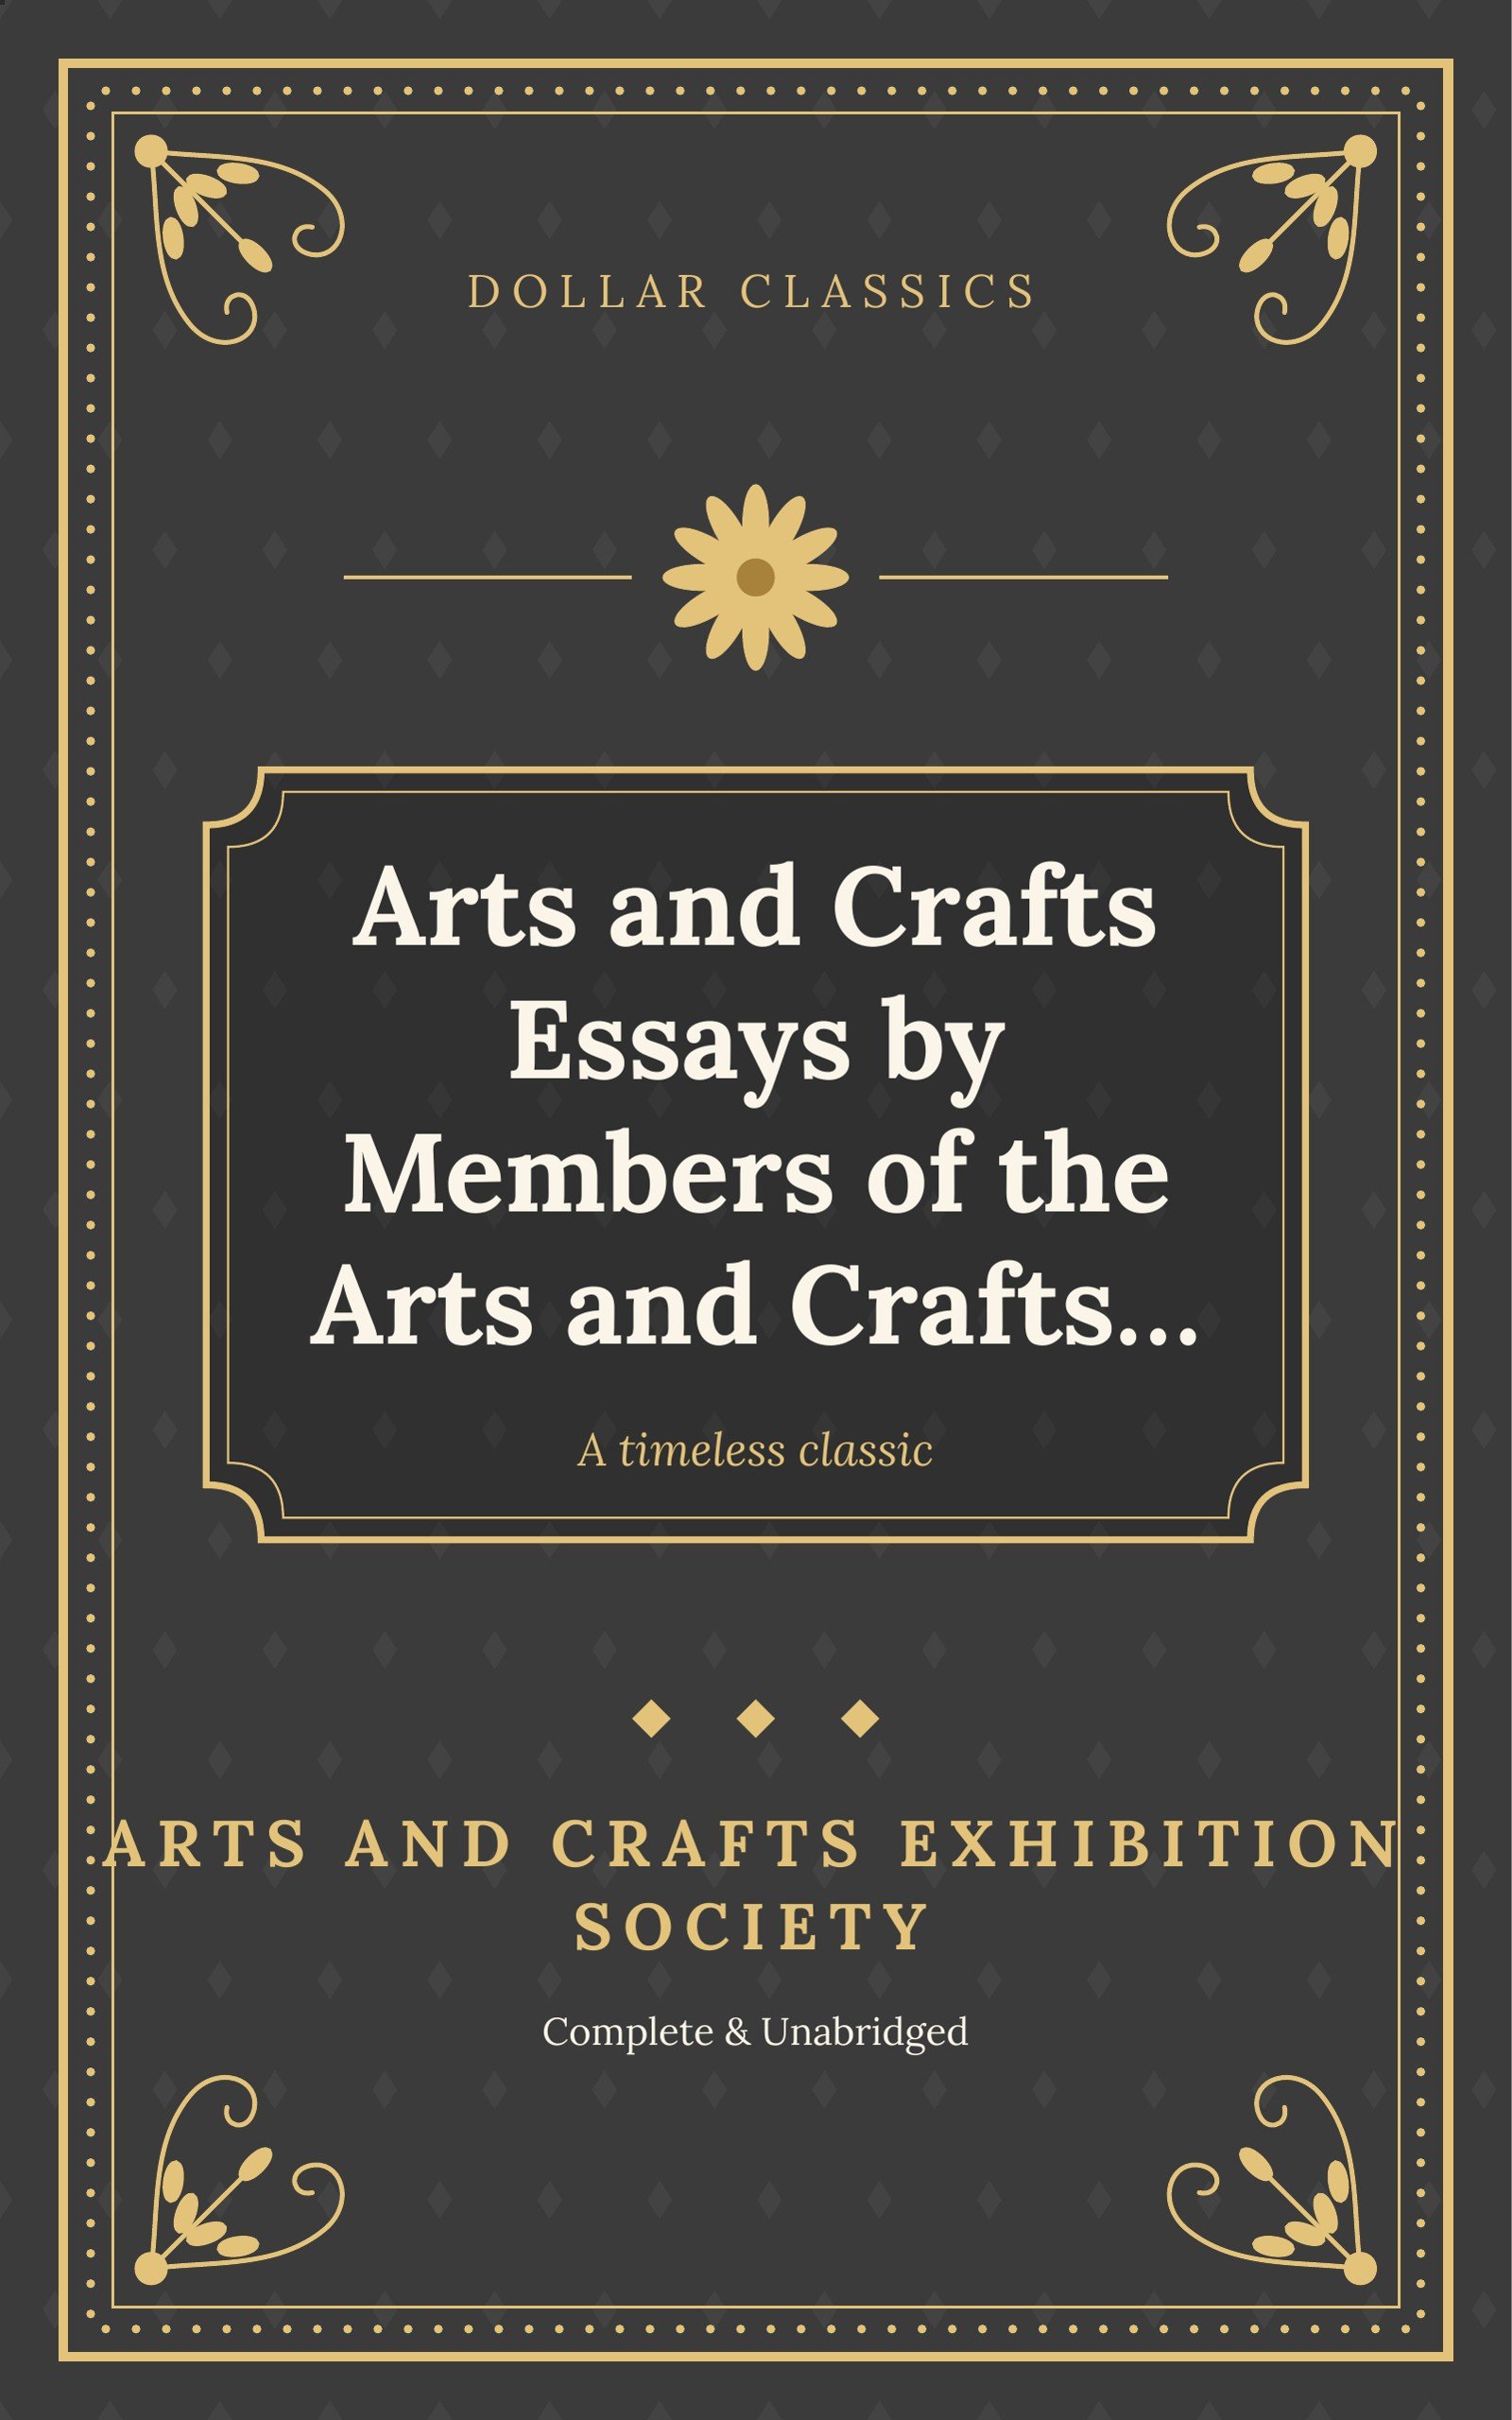 DOLLAR CLASSICS
Arts and Crafts
Essays by
Members of the
Arts and Crafts...
A timeless classic
ARTS AND CRAFTS EXHIBITION
SOCIETY
Complete & Unabridged